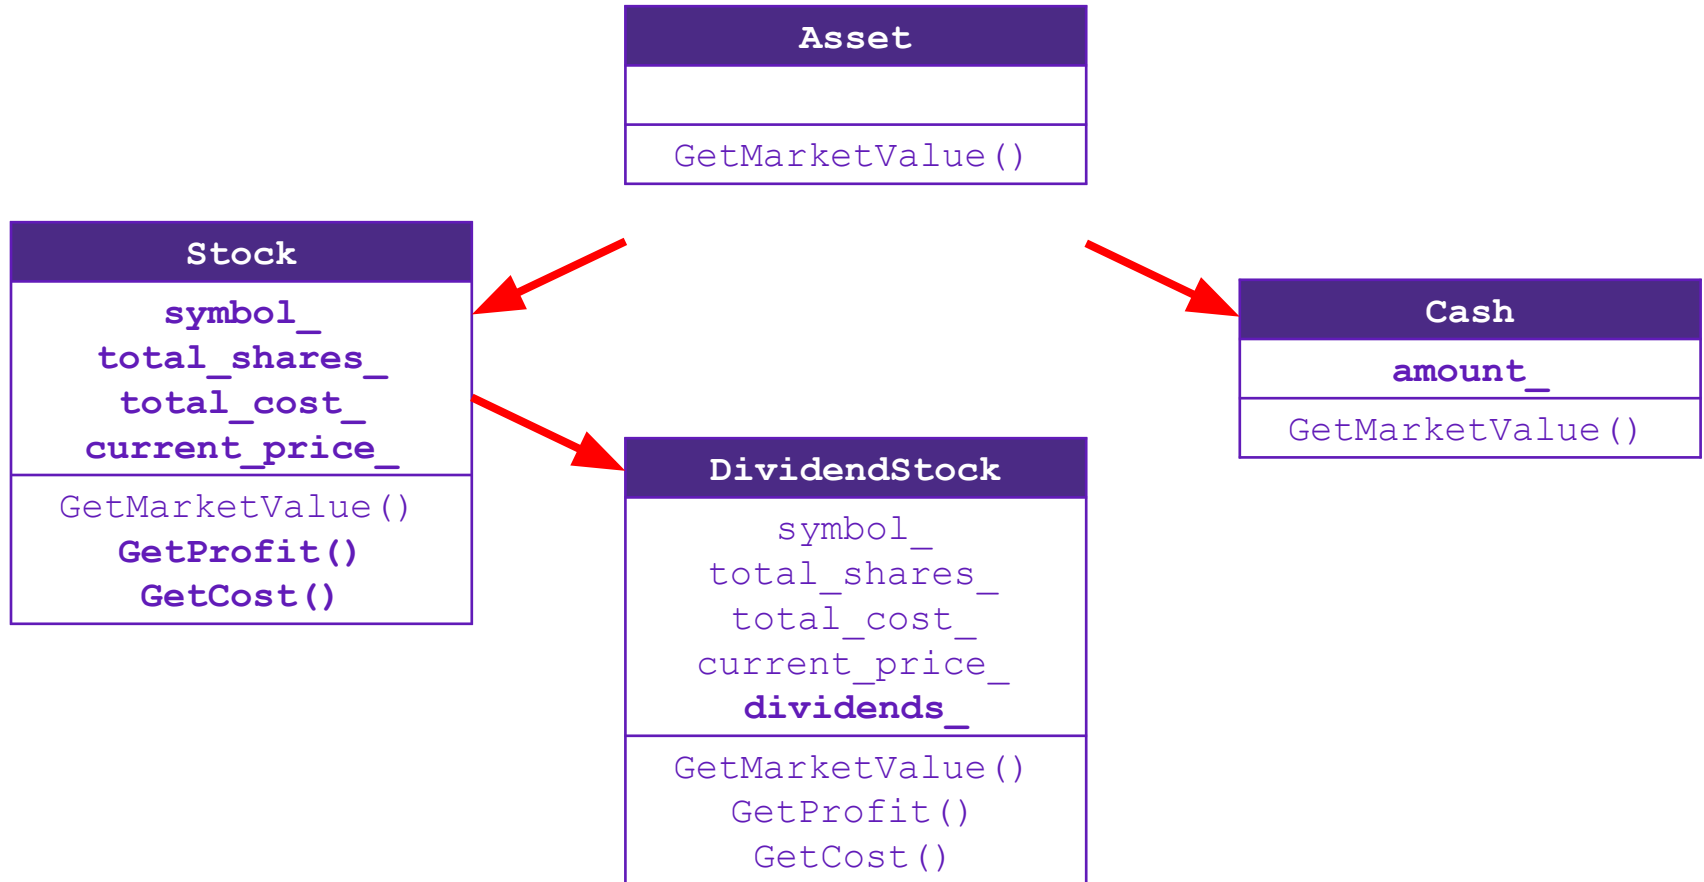 Asset
GetMarketValue()
Stock
symbol_
total_shares_
total_cost_
current_price_
GetMarketValue()
GetProfit()
GetCost()
DividendStock
symbol_
total_shares_
total_cost_
current_price_
dividends_
GetMarketValue()
GetProfit()
GetCost()
Cash
amount_
GetMarketValue()